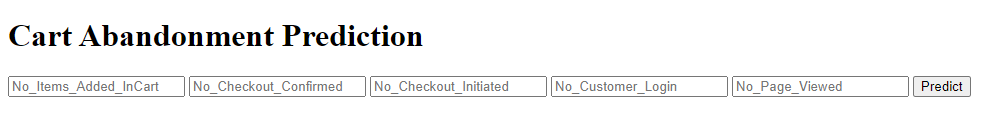 Cart Abandonment Prediction
No_Items_Added_InCart No_Checkout_Confirmed No_Checkout_Initiated No_Customer_Login No_Page_Viewed Predict